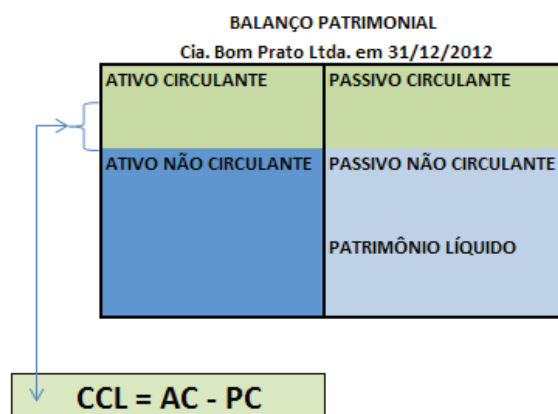 BALANÇO PATRIMONIAL
Cia. Bom Prato Ltda. em 31/12/2012
ATIVO CIRCULANTE PASSIVO CIRCULANTE
ATIVO NÃO CIRCULANTE PASSIVO NÃO CIRCULANTE
PATRIMÔNIO LÍQUIDO
CCL = AC - PC